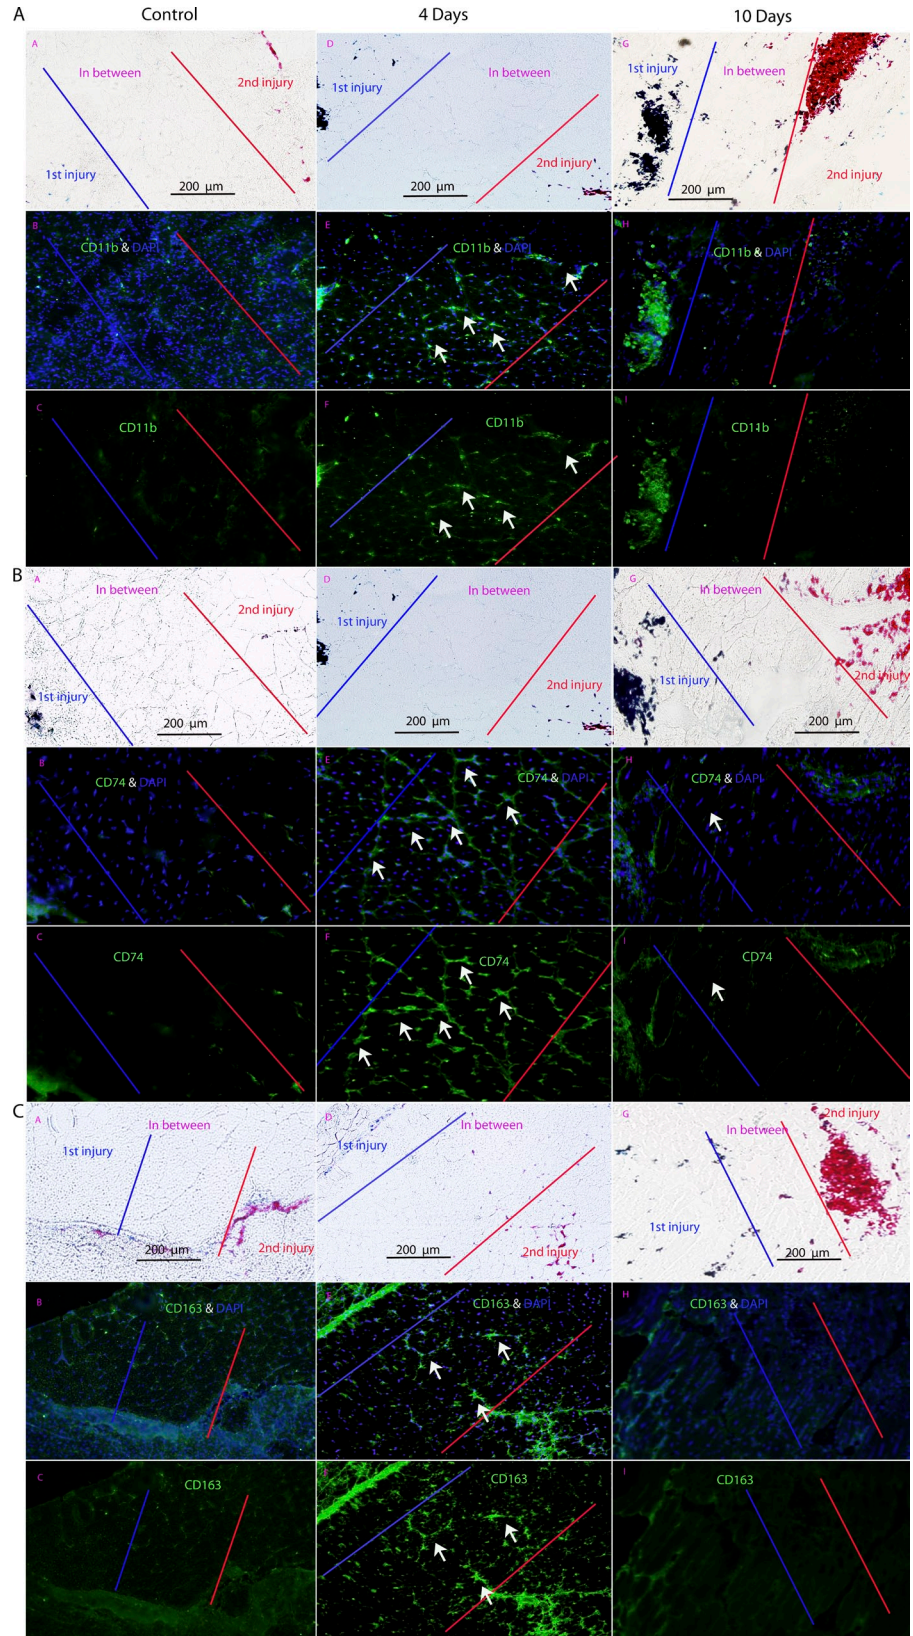 A Control 4 Days 10 Days
A
In between
2nd injury
1st injury
200 µm
D
In between
1st injury
2nd injury
200 µm
G
1st injury
In between
2nd injury
200 µm
B
CD11b & DAPI
E
CD11b & DAPI
H
CD11b & DAPI
C
CD11b
F
CD11b
I
CD11b
B
A
In between
2nd injury
1st injury
200 µm
D
In between
1st injury
2nd injury
200 µm
G
In between
1st injury
2nd injury
200 µm
B
CD74 & DAPI
E
CD74 & DAPI
H
CD74 & DAPI
C
CD74
F
CD74
I
CD74
C
A
In between
1st injury
2nd injury
200 µm
D
In between
1st injury
2nd injury
200 µm
G
2nd injury
In between
1st injury
200 µm
B
CD163 & DAPI
E
CD163 & DAPI
H
CD163 & DAPI
C
CD163
F
CD163
I
CD163